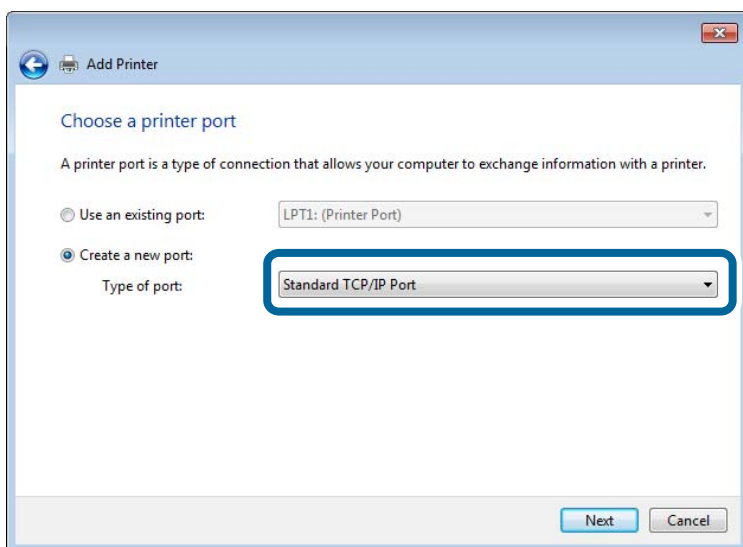 Add Printer
Choose a printer port
A printer port is a type of connection that allows your computer to exchange information with a printer.
Use an existing port: LPT1: (Printer Port)
Create a new port:
Type of port: Standard TCP/IP Port
Next Cancel